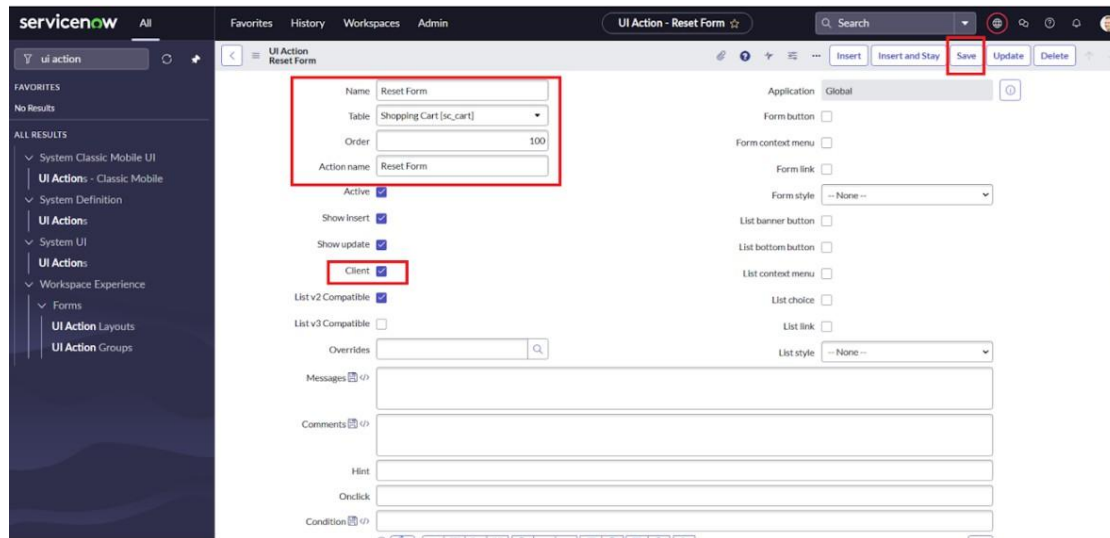 servicenow All Favorites History Workspaces Admin UI Action - Reset Form Search
ui action
UI Action
Reset Form
Insert Insert and Stay Save Update Delete
FAVORITES
No Results
ALL RESULTS
System Classic Mobile UI
UI Actions - Classic Mobile
System Definition
UI Actions
System UI
UI Actions
Workspace Experience
Forms
UI Action Layouts
UI Action Groups
Name Reset Form
Table Shopping Cart [sc_cart]
Order 100
Action name Reset Form
Active
Show insert
Show update
Client
List v2 Compatible
List v3 Compatible
Overrides
Application Global
Form button
Form context menu
Form link
Form style -- None --
List banner button
List bottom button
List context menu
List choice
List link
List style -- None --
Messages
Comments
Hint
Onclick
Condition